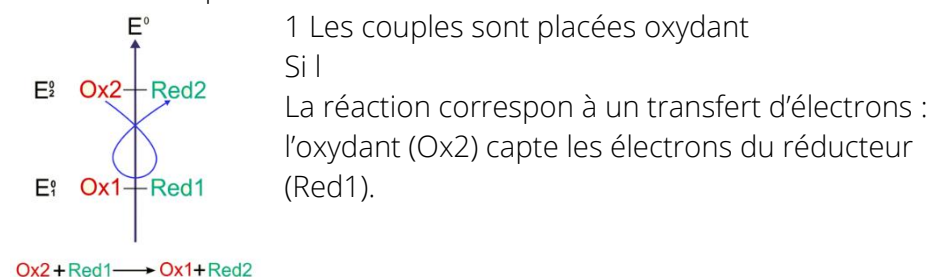 E°
E°2 Ox2 Red2
E°1 Ox1 Red1
Ox2+Red1→Ox1+Red2
1 Les couples sont placées oxydant
Si l
La réaction correspon à un transfert d’électrons :
l’oxydant (Ox2) capte les électrons du réducteur
(Red1).